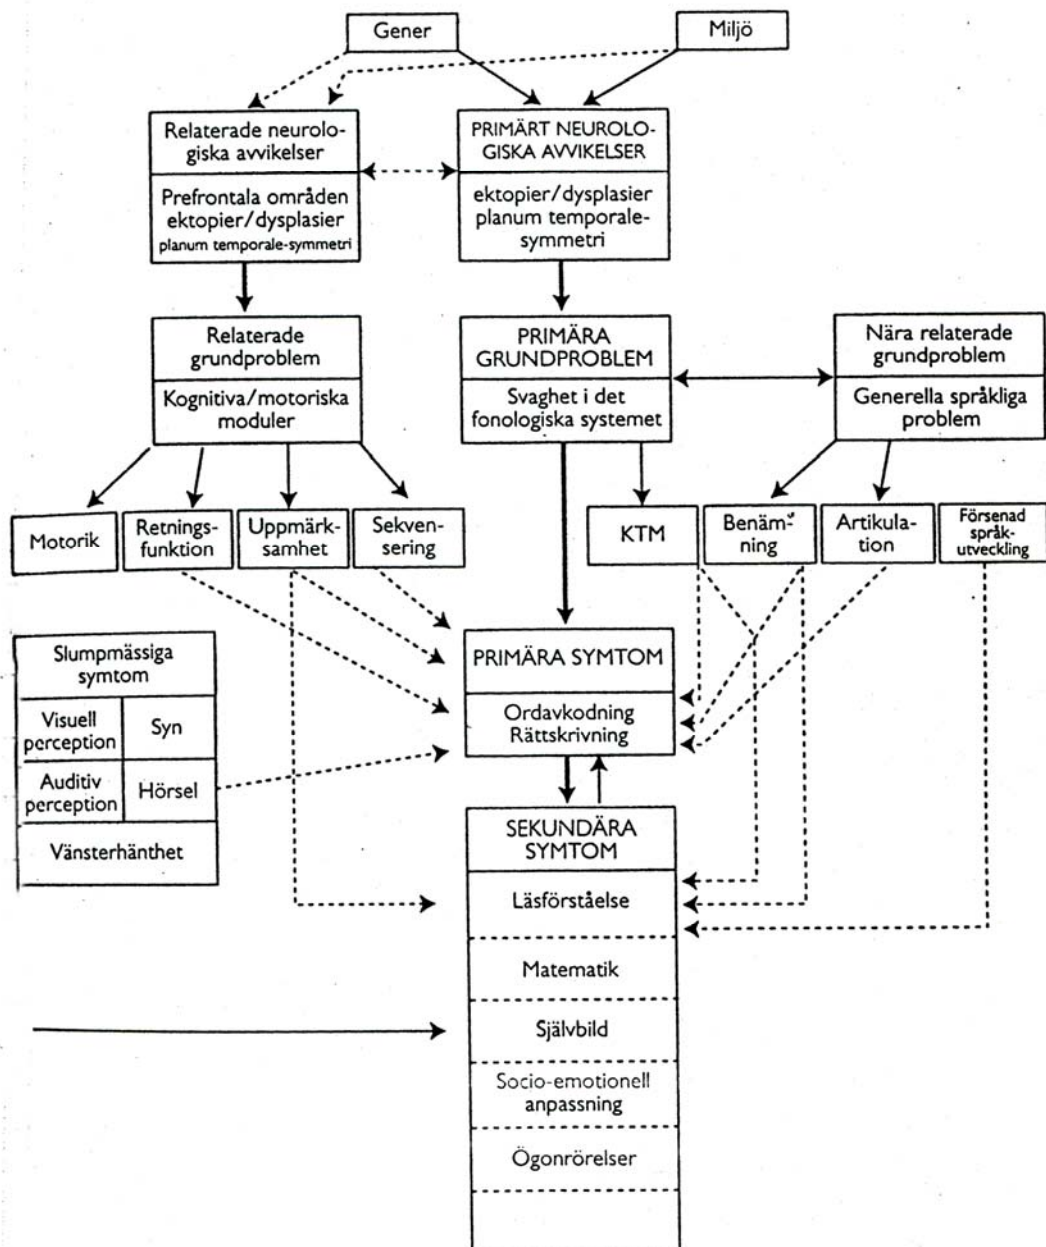 Gener
Miljö
Relaterade neurolo-
giska avvikelser
Prefrontala områden
ektopier/dysplasier
planum temporale-symmetri
PRIMÄRT NEUROLO-
GISKA AVVIKELSER
ektopier/dysplasier
planum temporale-
symmetri
Relaterade
grundproblem
Kognitiva/motoriska
moduler
PRIMÄRA
GRUNDPROBLEM
Svaghet i det
fonologiska systemet
Nära relaterade
grundproblem
Generella språkliga
problem
Motorik
Retnings-
funktion
Uppmärk-
samhet
Sekven-
sering
KTM
Benäm-
ning
Artikula-
tion
Försenad
språk-
utveckling
Slumpmässiga
symtom
Visuell
perception
Syn
Auditiv
perception
Hörsel
Vänsterhänthet
PRIMÄRA SYMTOM
Ordavkodning
Rättskrivning
SEKUNDÄRA
SYMTOM
Läsförståelse
Matematik
Självbild
Socio-emotionell
anpassning
Ögonrörelser